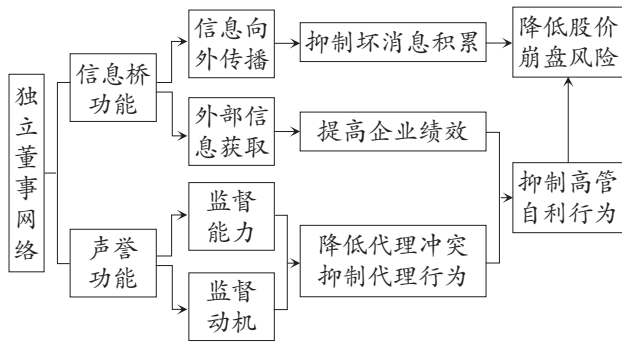 独立董事网络
信息桥
功能
声誉
功能
信息向
外传播
外部信
息获取
监督
能力
监督
动机
抑制坏消息积累
提高企业绩效
降低代理冲突
抑制代理行为
降低股价
崩盘风险
抑制高管
自利行为